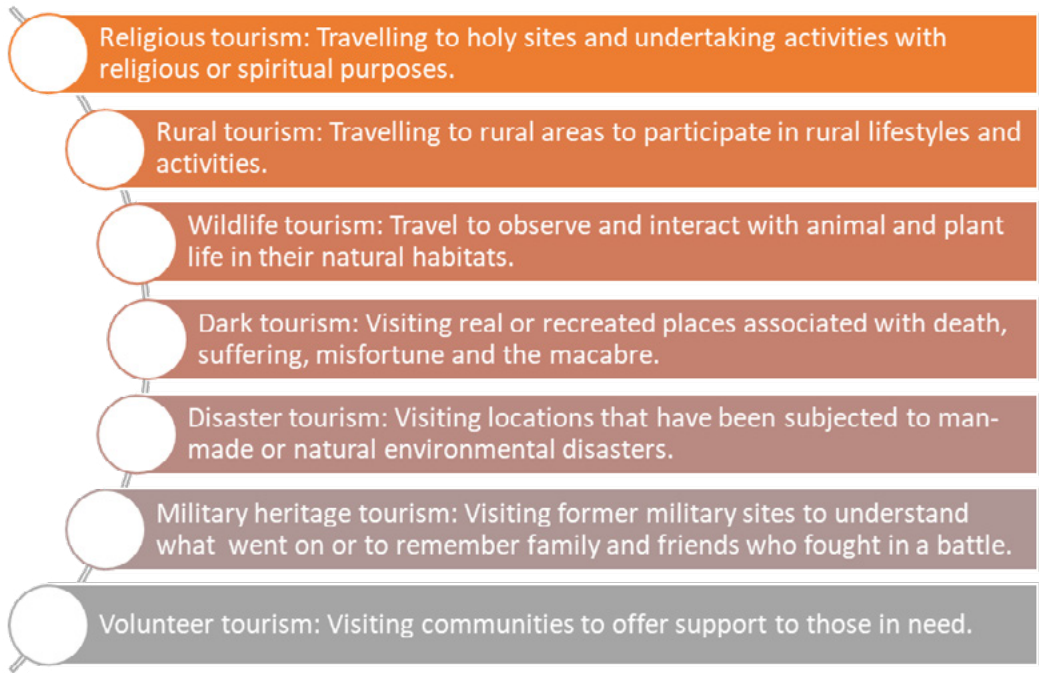 Religious tourism: Travelling to holy sites and undertaking activities with
religious or spiritual purposes.
Rural tourism: Travelling to rural areas to participate in rural lifestyles and
activities.
Wildlife tourism: Travel to observe and interact with animal and plant
life in their natural habitats.
Dark tourism: Visiting real or recreated places associated with death,
suffering, misfortune and the macabre.
Disaster tourism: Visiting locations that have been subjected to man-
made or natural environmental disasters.
Military heritage tourism: Visiting former military sites to understand
what went on or to remember family and friends who fought in a battle.
Volunteer tourism: Visiting communities to offer support to those in need.